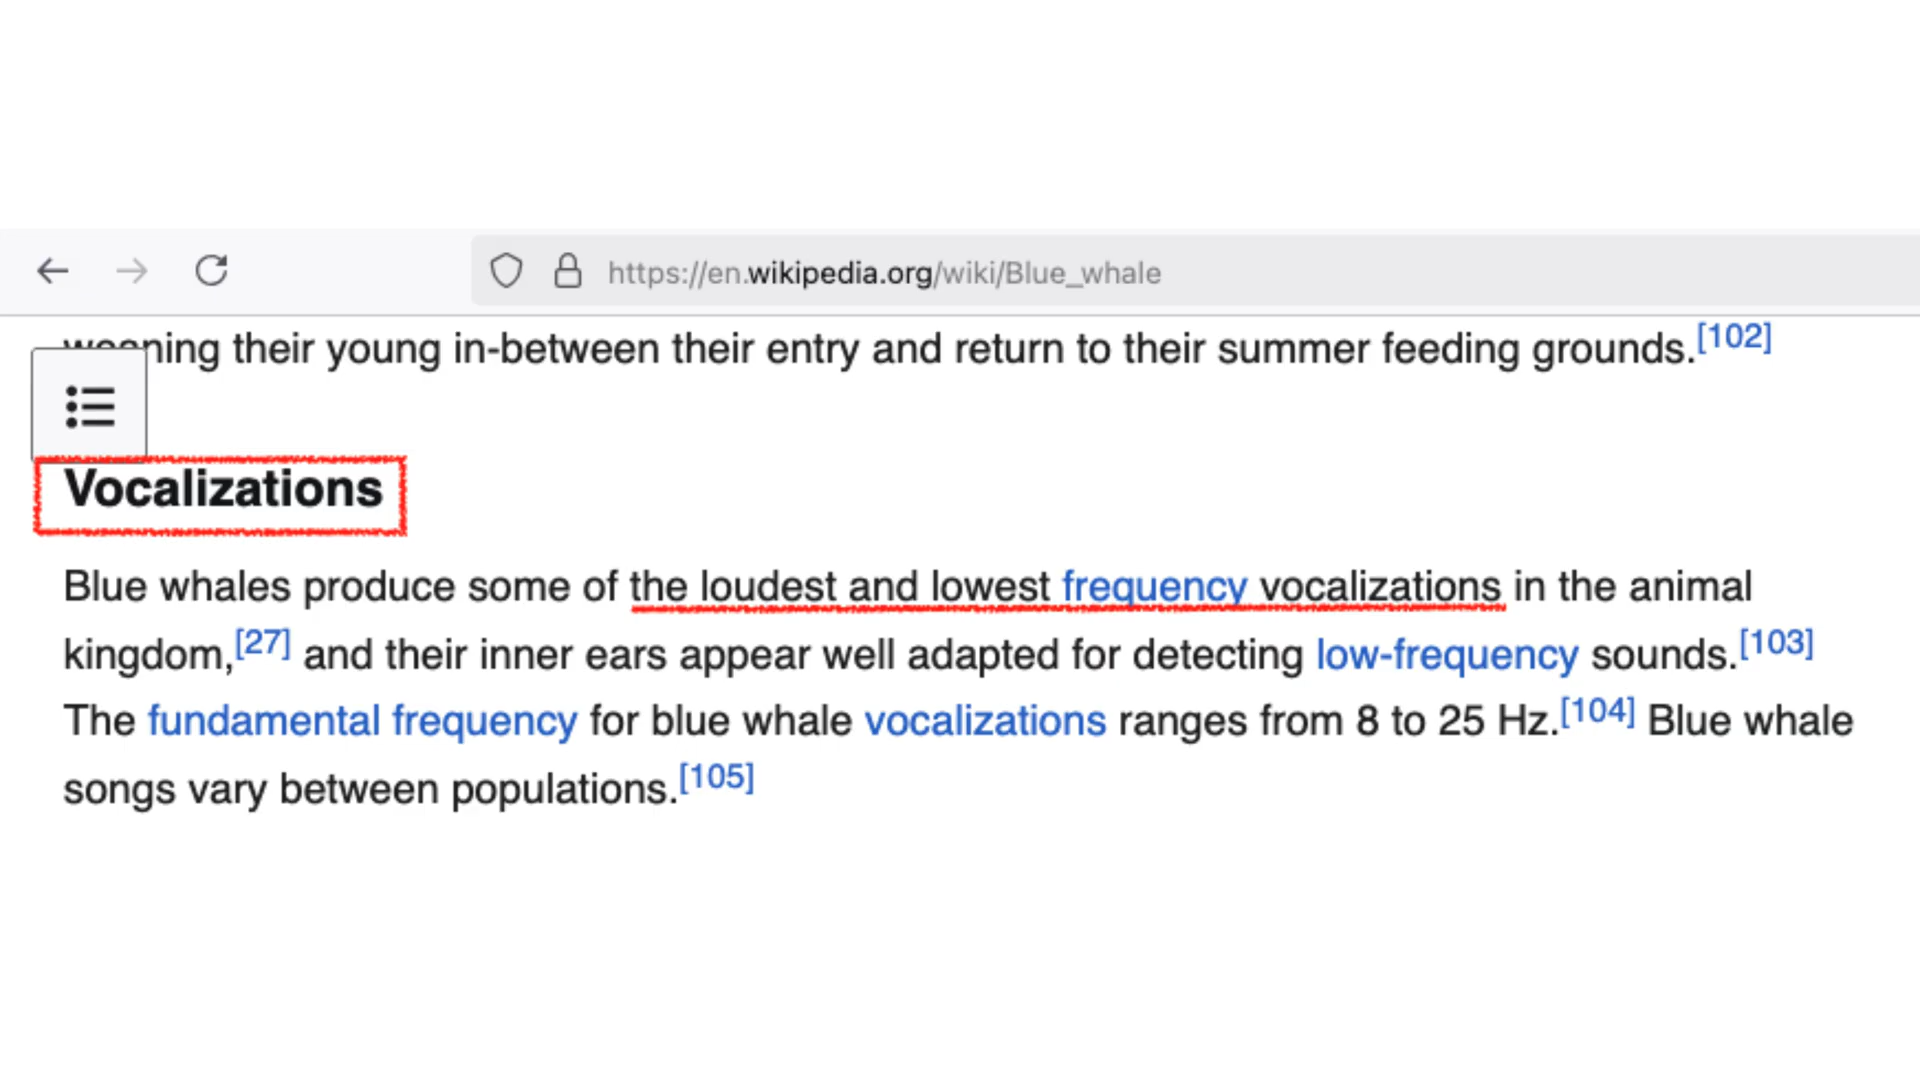 https://en.wikipedia.org/wiki/Blue_whale
weaning their young in-between their entry and return to their summer feeding grounds.[102]
Vocalizations
Blue whales produce some of the loudest and lowest frequency vocalizations in the animal
kingdom,[27] and their inner ears appear well adapted for detecting low-frequency sounds.[103]
The fundamental frequency for blue whale vocalizations ranges from 8 to 25 Hz.[104] Blue whale
songs vary between populations.[105]